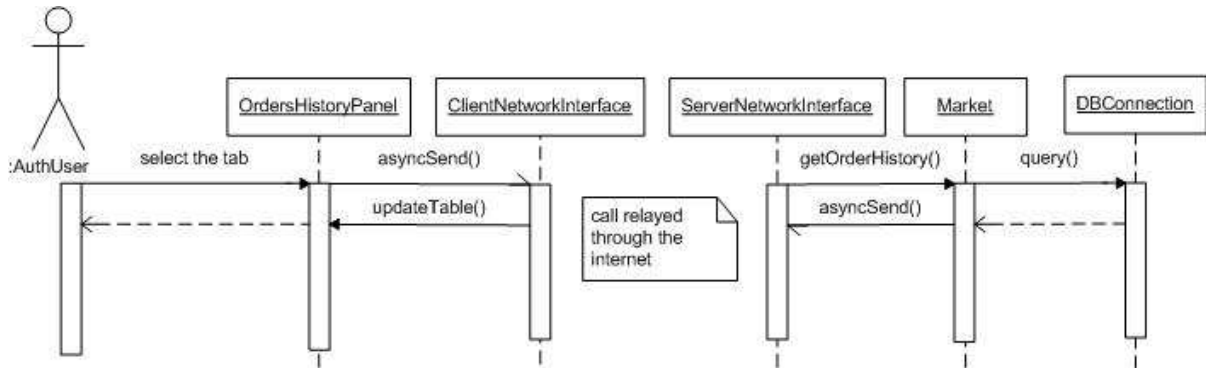 OrdersHistoryPanel
ClientNetworkInterface
ServerNetworkInterface
Market
DBConnection
:AuthUser
select the tab
asyncSend()
getOrderHistory()
query()
updateTable()
asyncSend()
call relayed
through the
internet